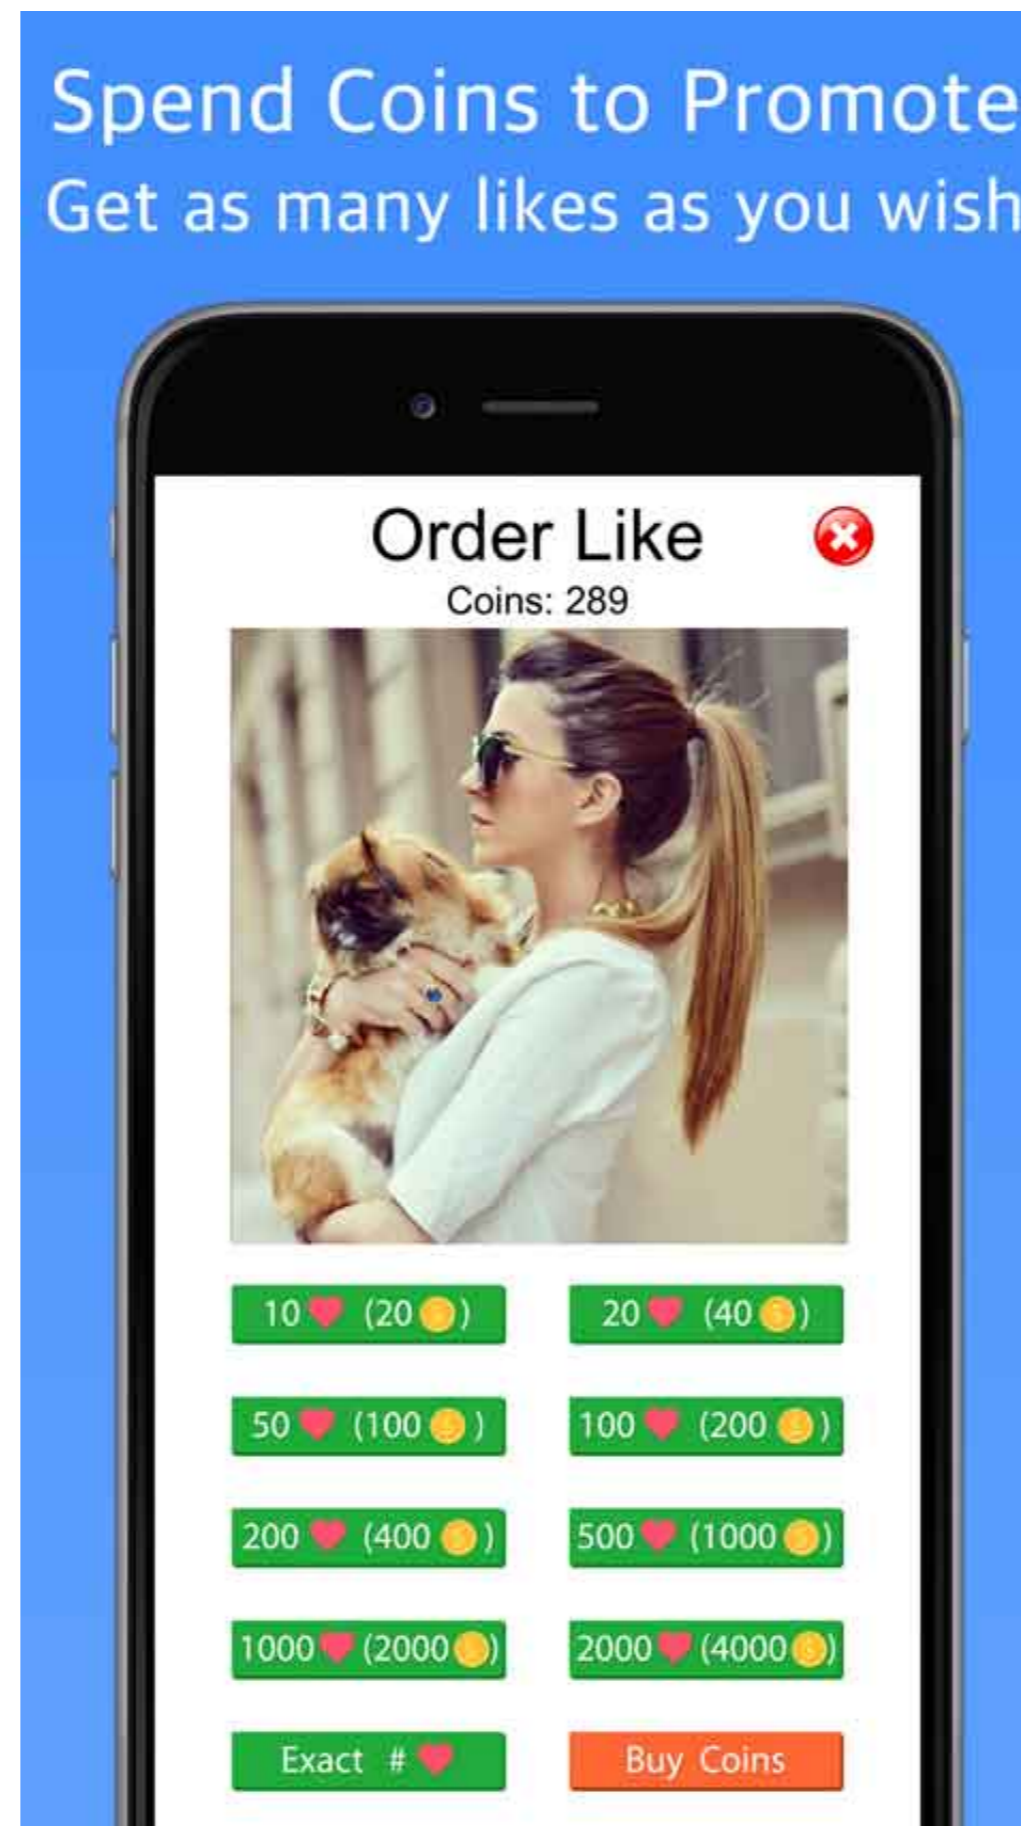 Spend Coins to Promote
Get as many likes as you wish
Order Like
Coins: 289
10 ❤ (20 )
20 ❤ (40 )
50 ❤ (100 )
100 ❤ (200 )
200 ❤ (400 )
500 ❤ (1000 )
1000 ❤ (2000 )
2000 ❤ (4000 )
Exact # ❤
Buy Coins